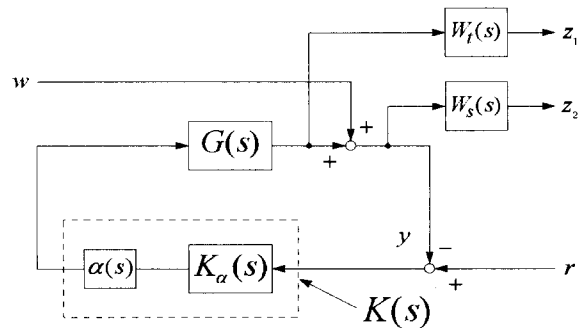 W_t(s) z_1
w + W_s(s) z_2
G(s) +
y −
α(s) K_α(s) + r
K(s)